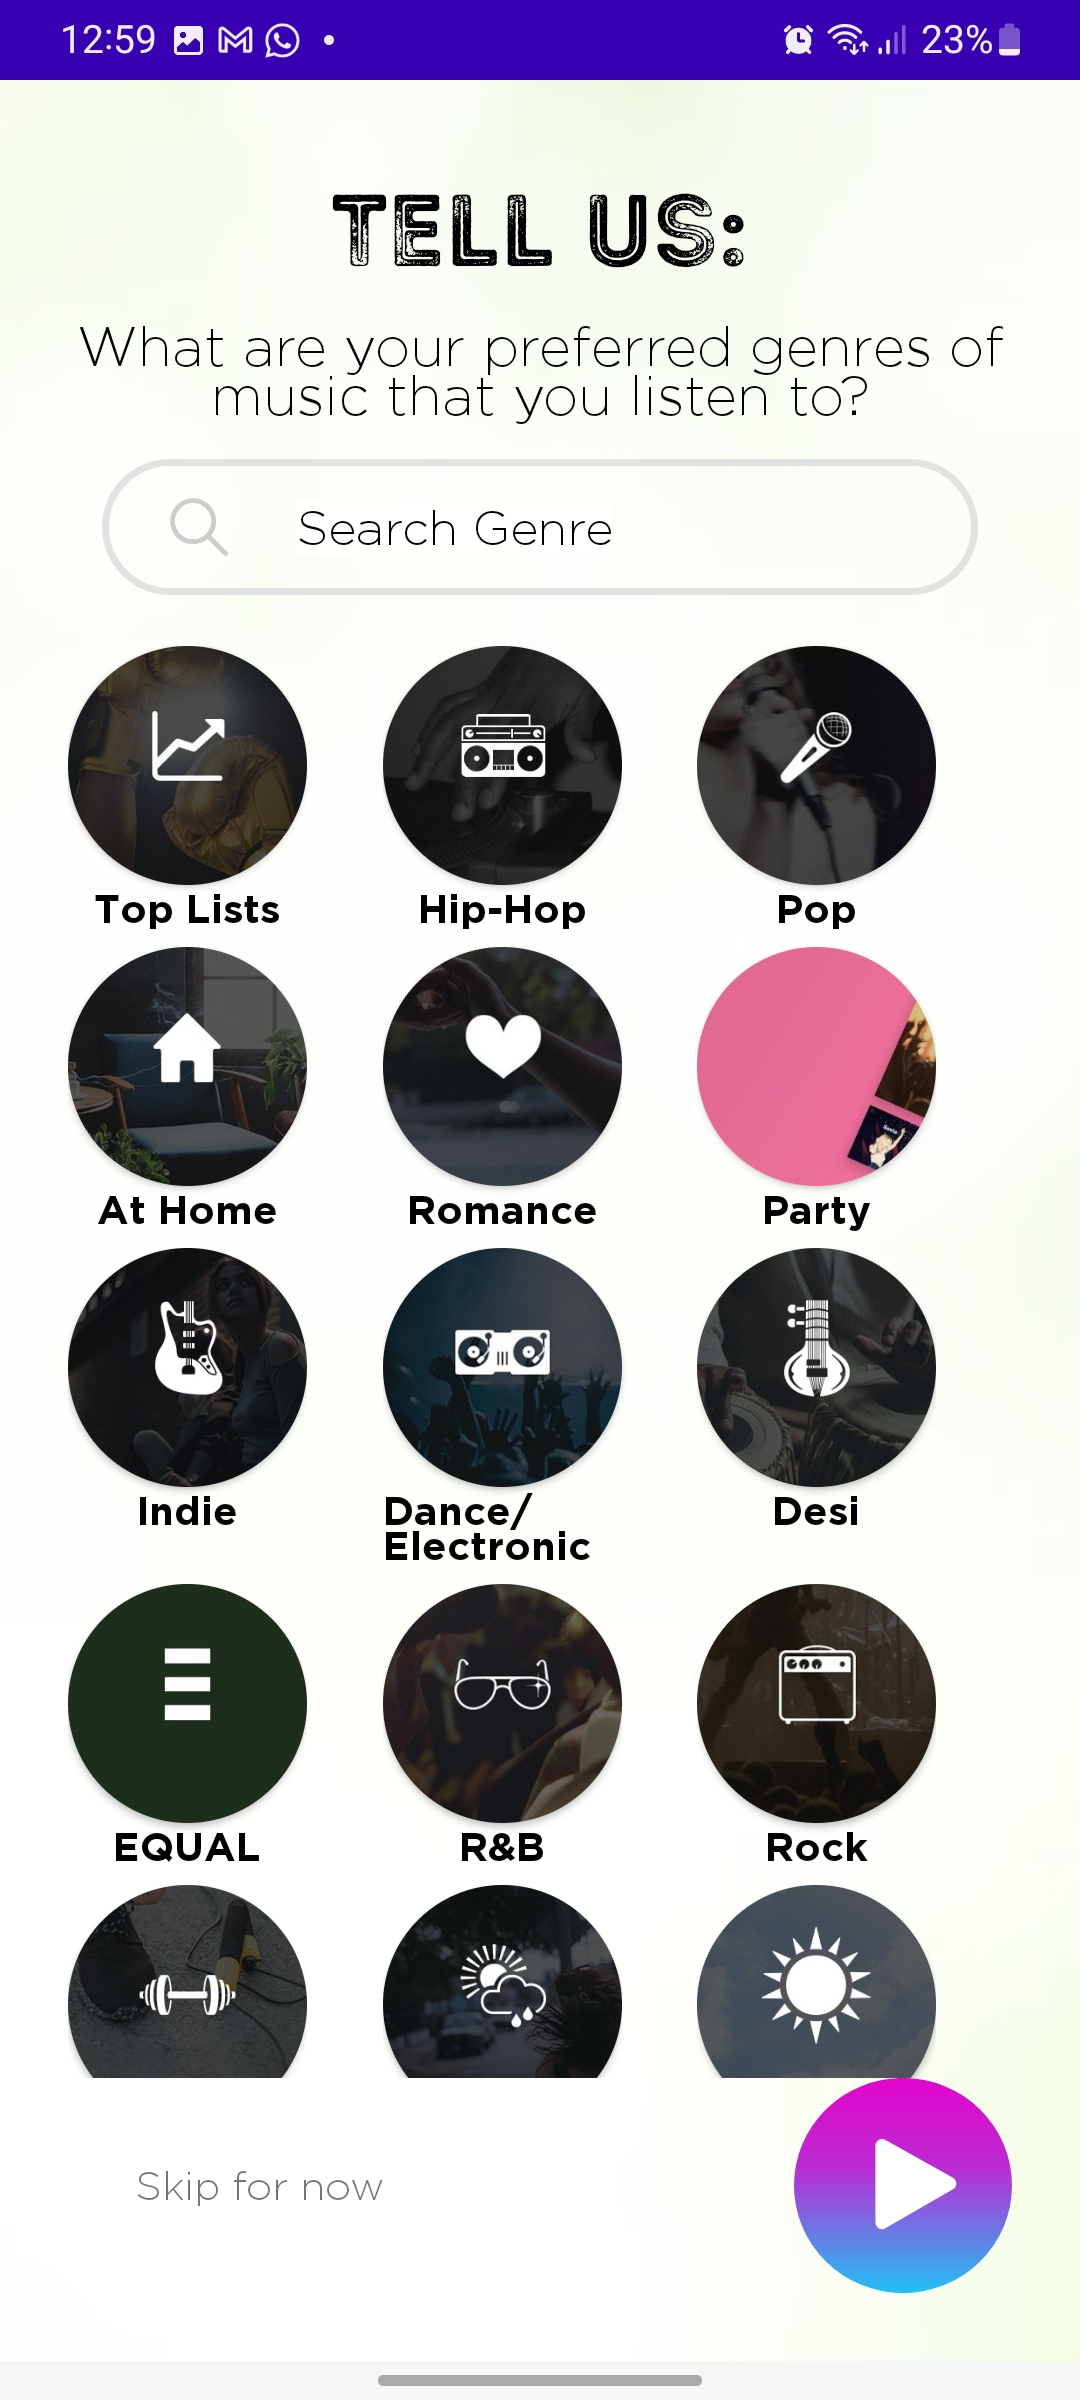 12:59
23%
TELL US:
What are your preferred genres of
music that you listen to?
Search Genre
Top Lists
Hip-Hop
Pop
At Home
Romance
Party
Indie
Dance/
Electronic
Desi
EQUAL
R&B
Rock
Skip for now